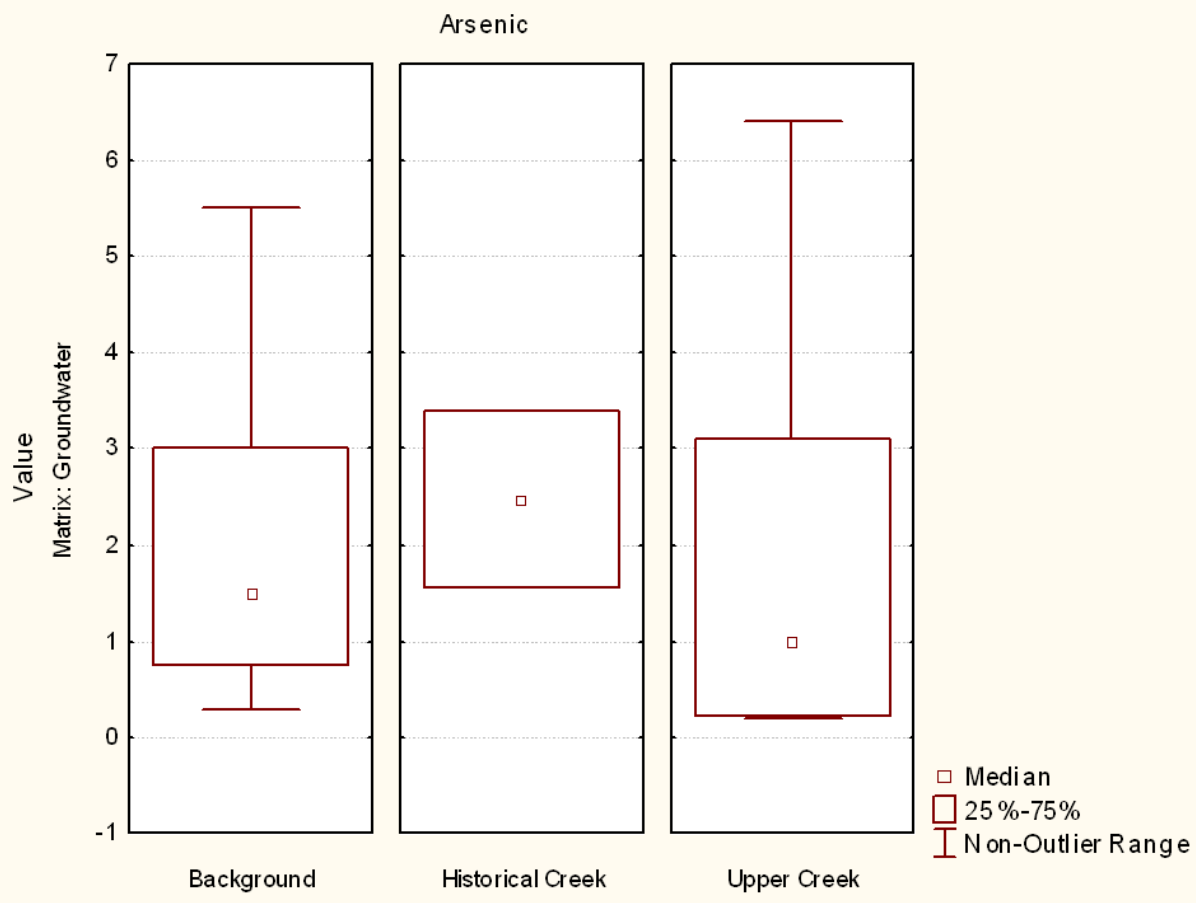 Arsenic
Value
Matrix: Groundwater
7
6
5
4
3
2
1
0
-1
Background
Historical Creek
Upper Creek
Median
25%-75%
Non-Outlier Range